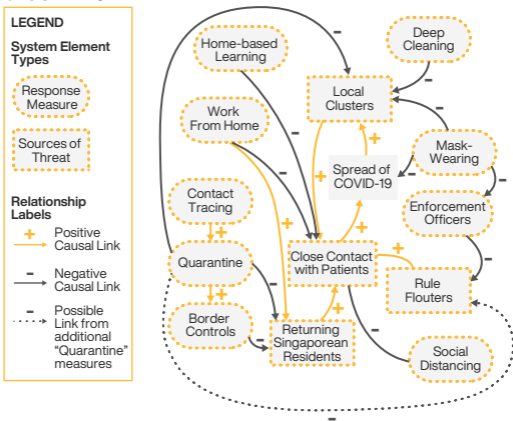 LEGEND
System Element
Types
Response
Measure
Sources of
Threat
Relationship
Labels
+ Positive
Causal Link
- Negative
Causal Link
- Possible
Link from
additional
“Quarantine”
measures
Home-based
Learning
Deep
Cleaning
Local
Clusters
Work
From Home
Mask-
Wearing
Spread of
COVID-19
Contact
Tracing
Enforcement
Officers
Quarantine
Close Contact
with Patients
Rule
Flouters
Border
Controls
Returning
Singaporean
Residents
Social
Distancing
-
-
-
-
+
+
-
-
-
+
+
+
-
-
+
+
+
-
-
-